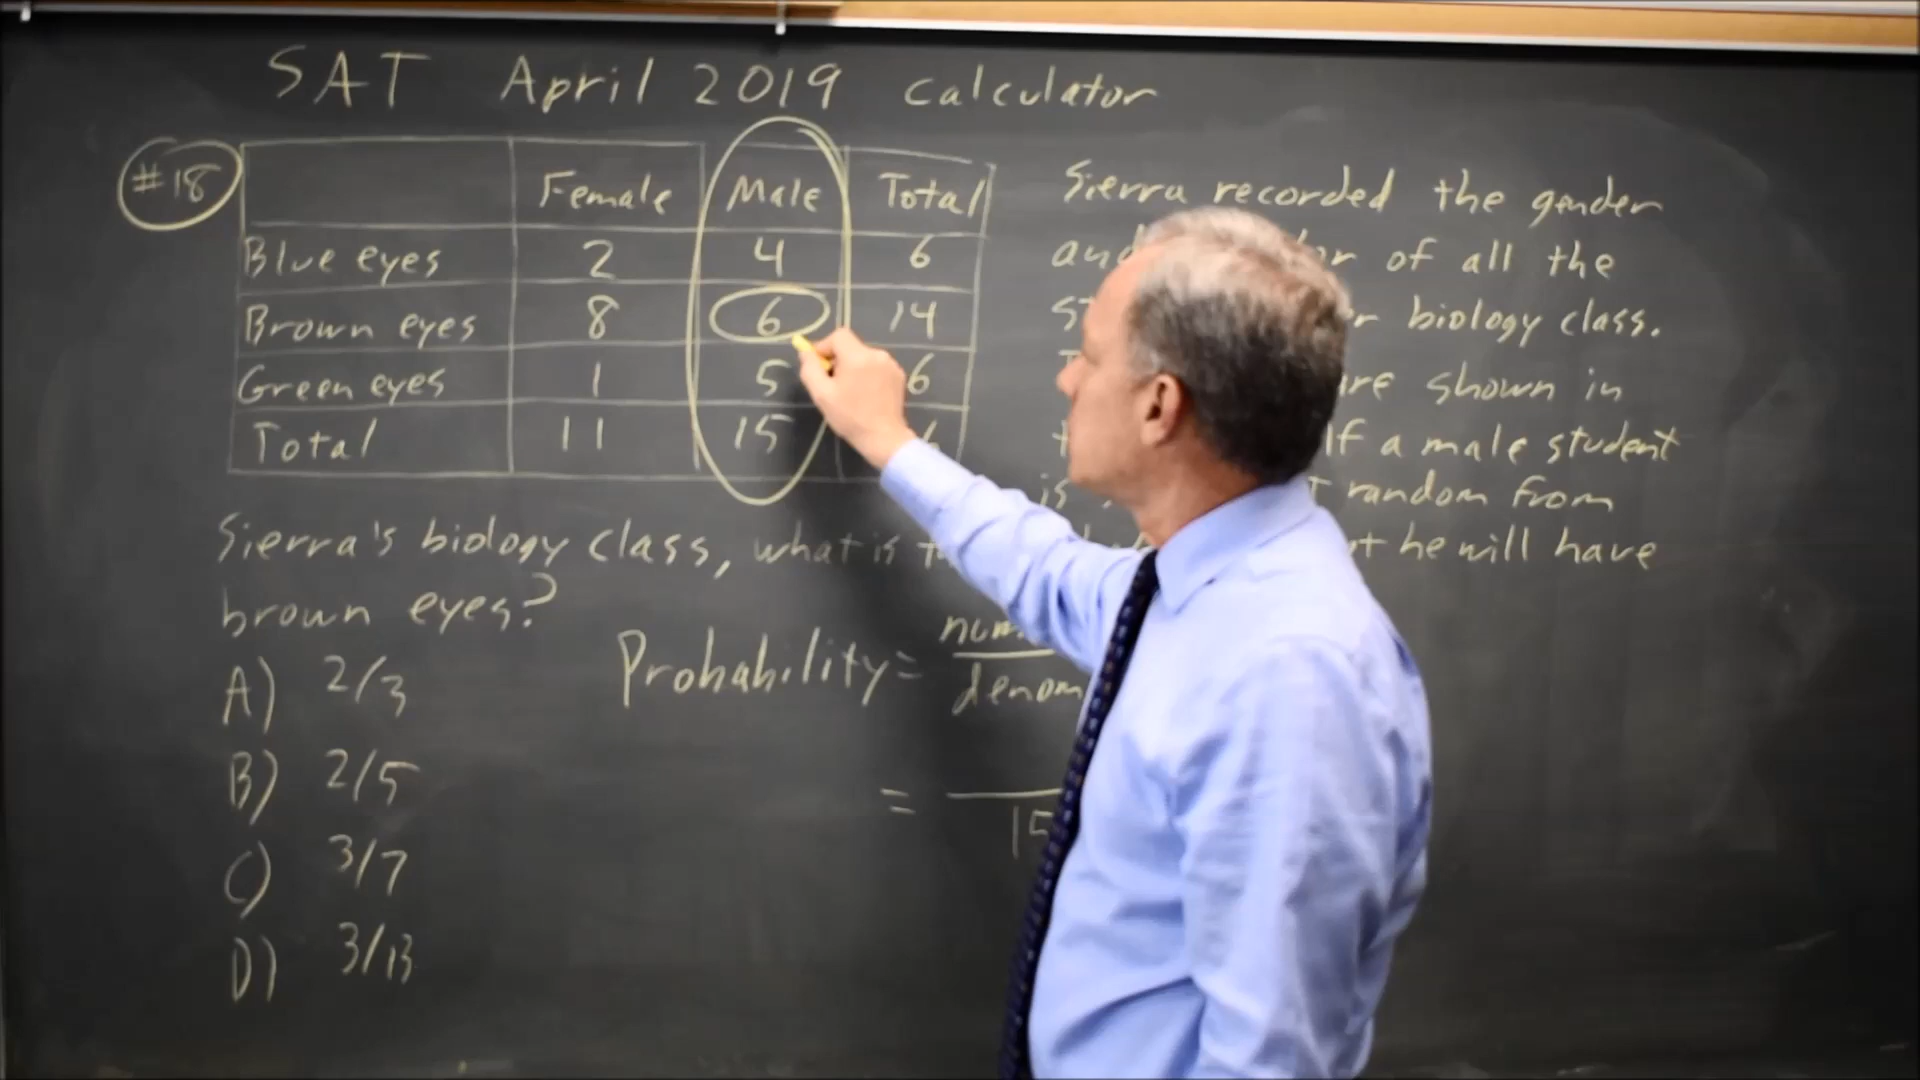 SAT April 2019 Calculator
#18
Female Male Total
Blue eyes 2 4 6
Brown eyes 8 6 14
Green eyes 1 5 6
Total 11 15
Sierra recorded the gender
of all the
biology class.
shown in
If a male student
is random from
Sierra's biology class, what is he will have
brown eyes?
Probability =
A) 2/3
B) 2/5
= 15
C) 3/7
D) 3/13